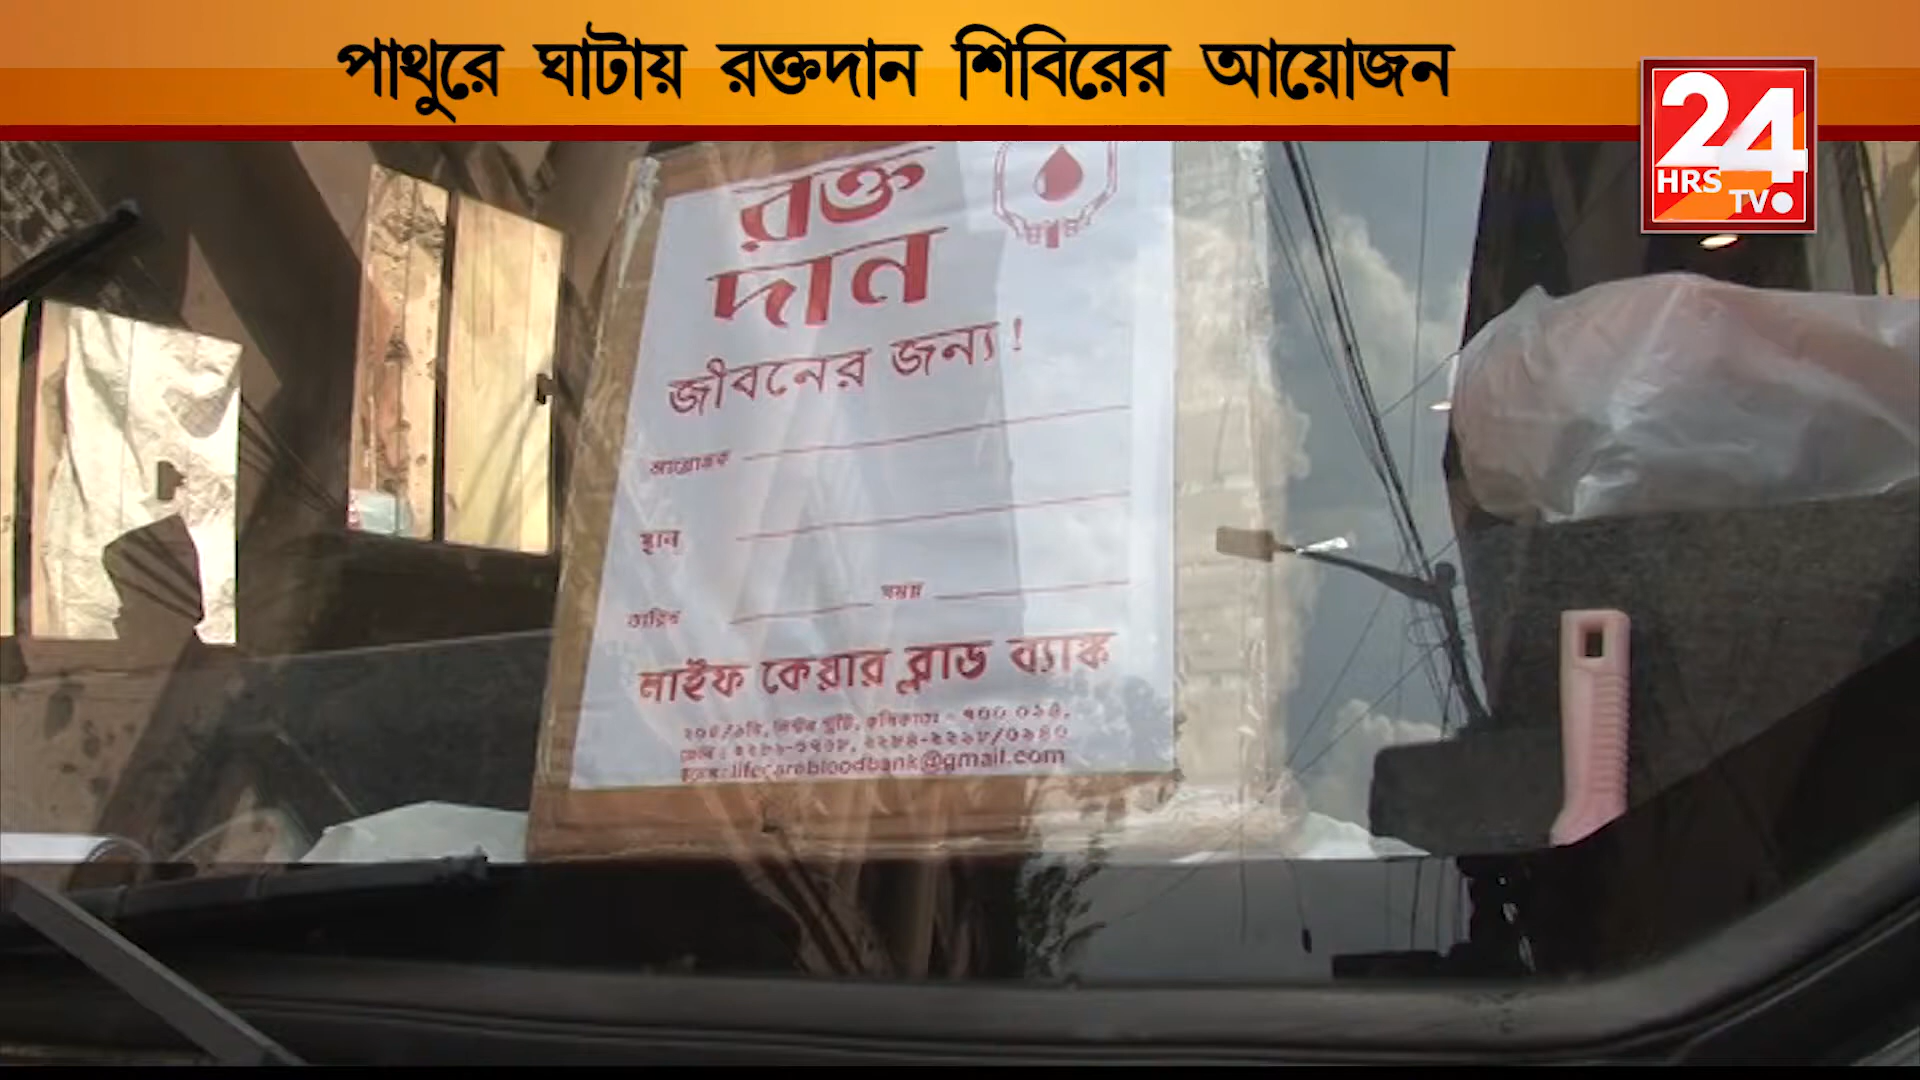 পাথুরে ঘাটায় রক্তদান শিবিরের আয়োজন
24
HRS
TV
রক্ত
দান
জীবনের জন্য!
আয়োজক
স্থান
তারিখ সময়
লাইফ কেয়ার ব্লাড ব্যাঙ্ক
lifecarebloodbank@gmail.com